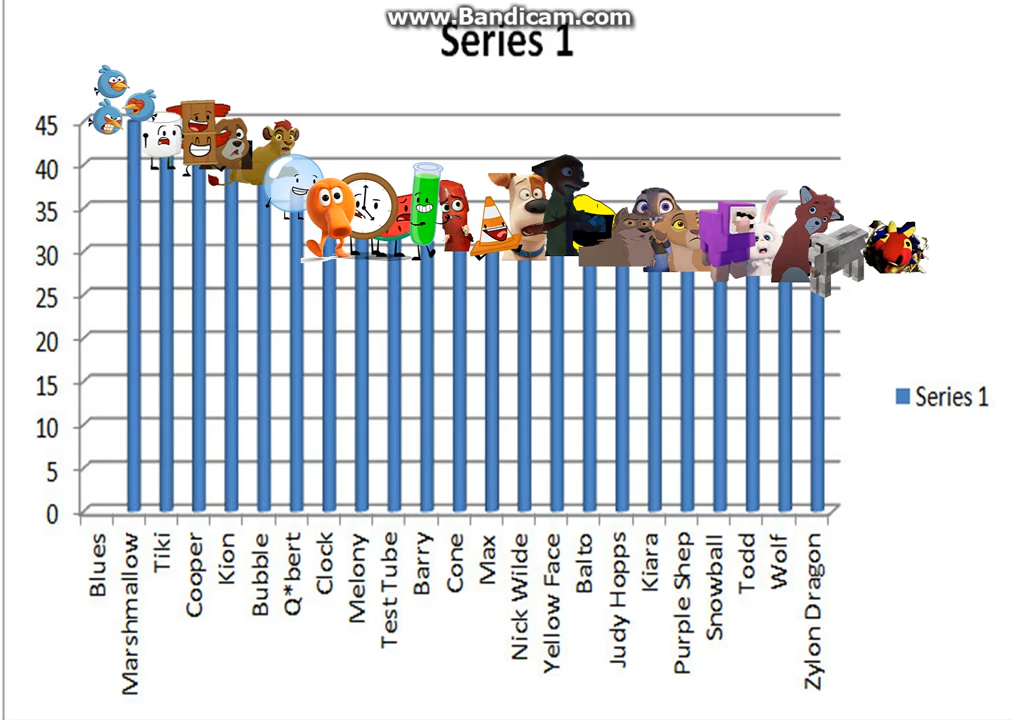 www.Bandicam.com
Series 1
45
40
35
30
25
20
15
10
5
0
Series 1
Blues
Marshmallow
Tiki
Cooper
Kion
Bubble
Q*bert
Clock
Melony
Test Tube
Barry
Cone
Max
Nick Wilde
Yellow Face
Balto
Judy Hopps
Kiara
Purple Shep
Snowball
Todd
Wolf
Zylon Dragon